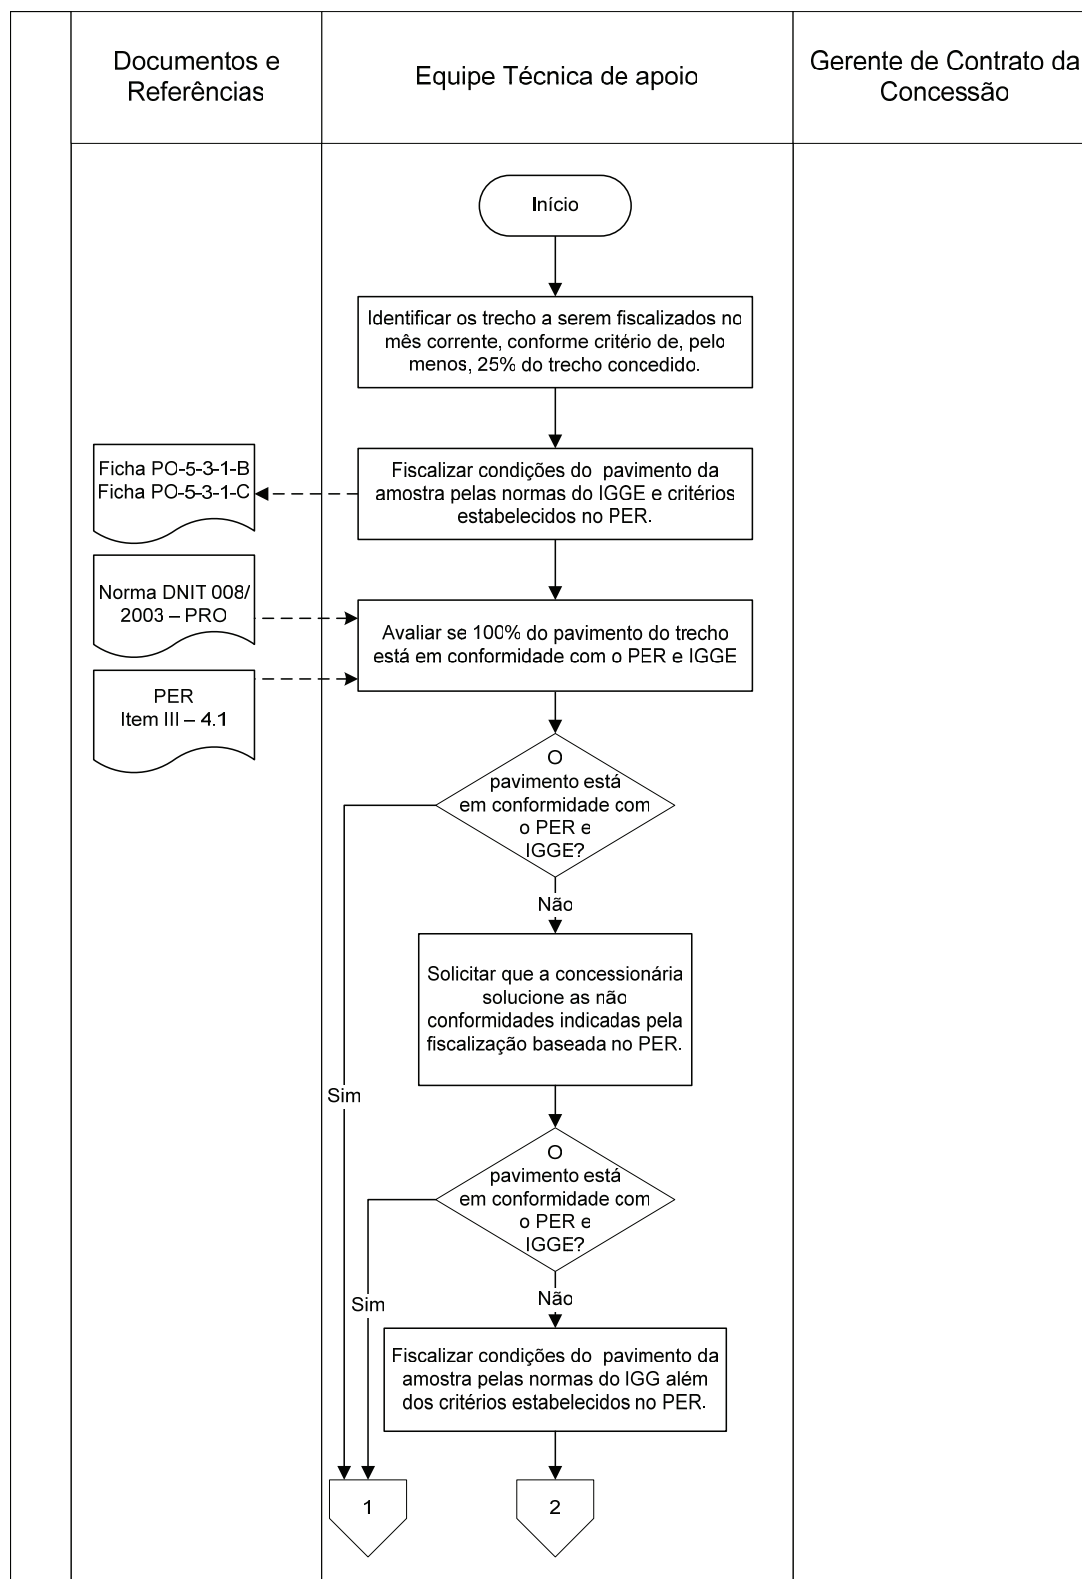 Documentos e
Referências
Equipe Técnica de apoio
Gerente de Contrato da
Concessão
Início
Identificar os trecho a serem fiscalizados no
mês corrente, conforme critério de, pelo
menos, 25% do trecho concedido.
Ficha PO-5-3-1-B
Ficha PO-5-3-1-C
Fiscalizar condições do pavimento da
amostra pelas normas do IGGE e critérios
estabelecidos no PER.
Norma DNIT 008/
2003 – PRO
Avaliar se 100% do pavimento do trecho
está em conformidade com o PER e IGGE
PER
Item III – 4.1
O
pavimento está
em conformidade com
o PER e
IGGE?
Não
Solicitar que a concessionária
solucione as não
conformidades indicadas pela
fiscalização baseada no PER.
Sim
O
pavimento está
em conformidade com
o PER e
IGGE?
Não
Sim
Fiscalizar condições do pavimento da
amostra pelas normas do IGG além
dos critérios estabelecidos no PER.
1
2